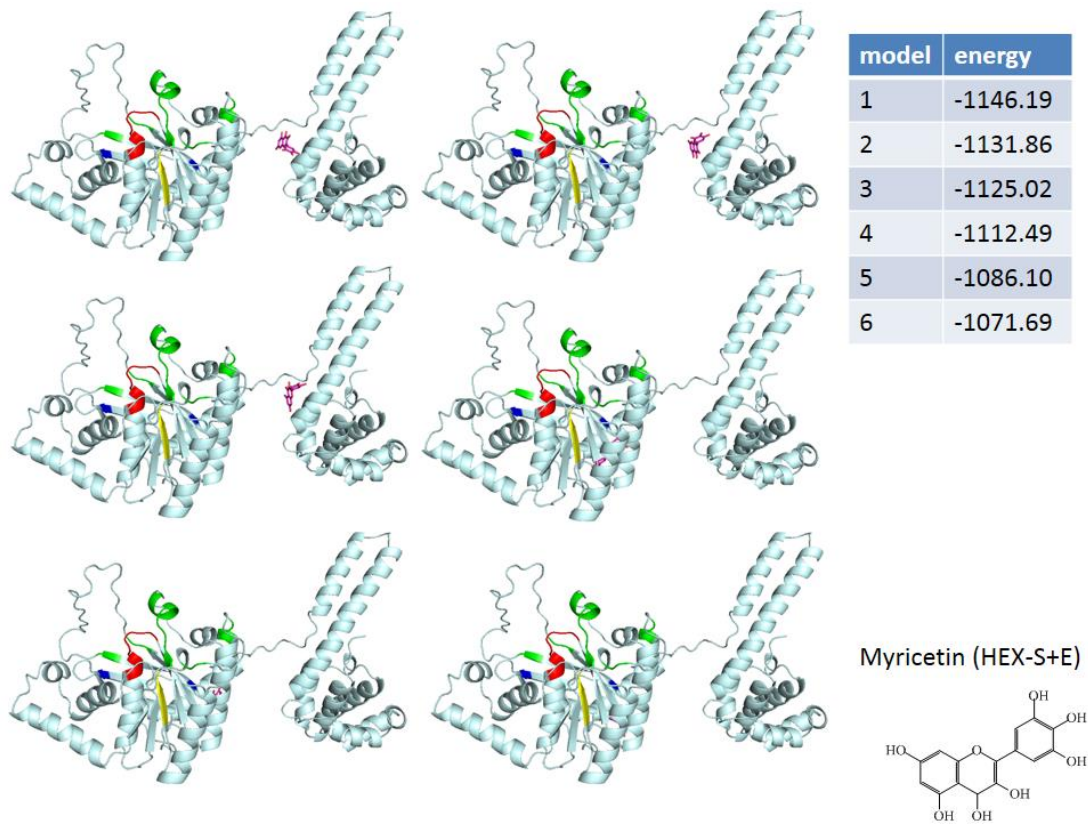 model energy
1 -1146.19
2 -1131.86
3 -1125.02
4 -1112.49
5 -1086.10
6 -1071.69
Myricetin (HEX-S+E)
OH
OH
HO
O
OH
OH
OH
OH